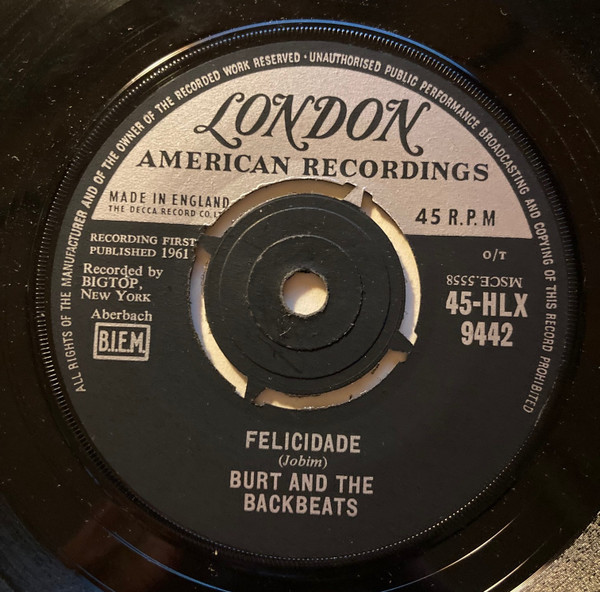 ALL RIGHTS OF THE MANUFACTURER AND OF THE OWNER OF THE RECORDED WORK RESERVED · UNAUTHORISED PUBLIC PERFORMANCE BROADCASTING AND COPYING OF THIS RECORD PROHIBITED
LONDON
AMERICAN RECORDINGS
MADE IN ENGLAND
THE DECCA RECORD CO.
45 R.P.M
RECORDING FIRST
PUBLISHED 1961
Recorded by
BIGTOP,
NEW YORK
Aberbach
B.I.E.M.
O/T
MSCE.5558
45-HLX
9442
FELICIDADE
(Jobim)
BURT AND THE
BACKBEATS